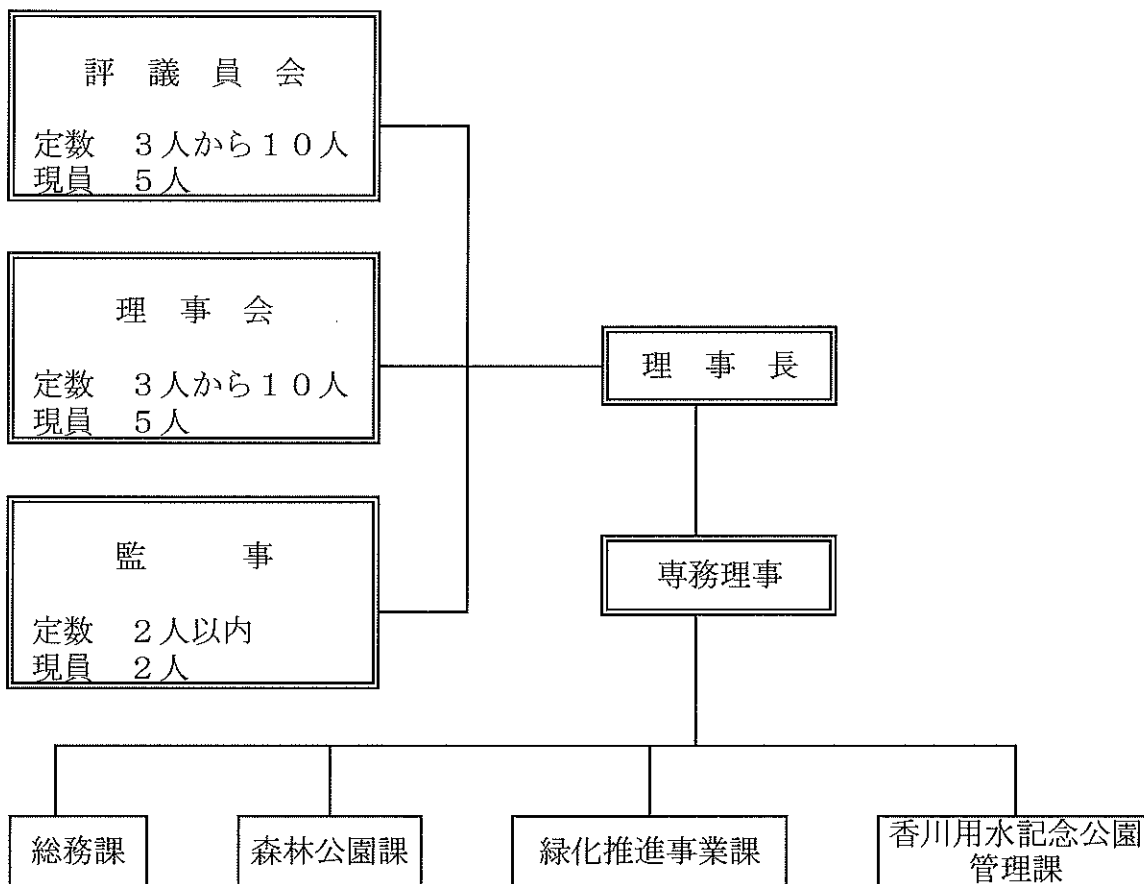 評　議　員　会
定数　３人から１０人
現員　５人
理　事　会
定数　３人から１０人
現員　５人
理　事　長
監　　　事
定数　２人以内
現員　２人
専務理事
総務課
森林公園課
緑化推進事業課
香川用水記念公園
管理課